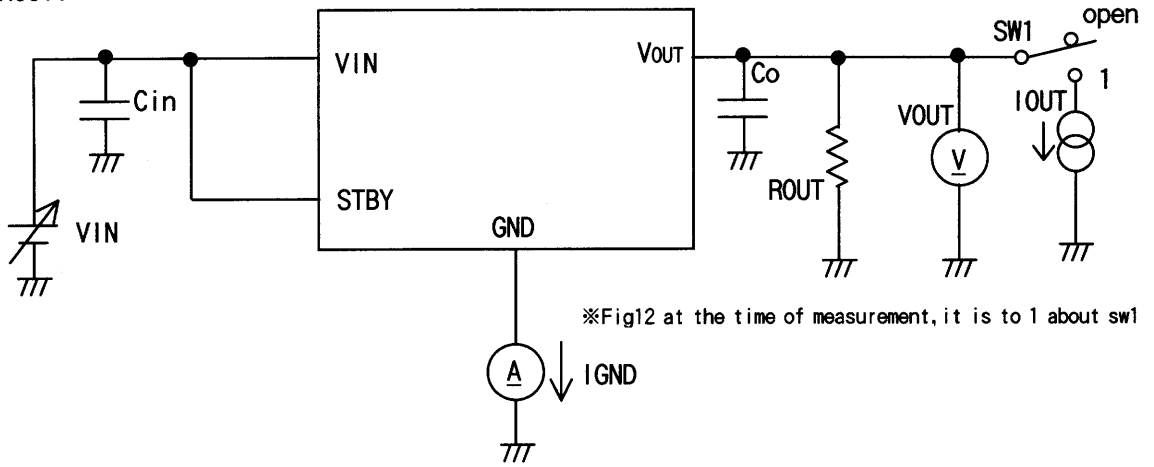 SW1
open
VIN
VOUT
Cin
Co
1
IOUT
VOUT
V
ROUT
STBY
VIN
GND
※Fig12 at the time of measurement, it is to 1 about sw1
A
IGND